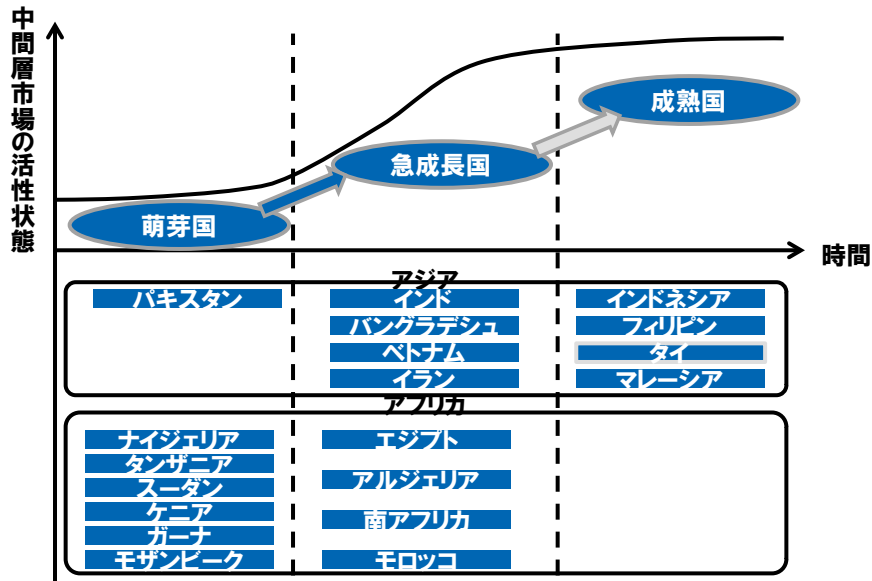 中間層市場の活性状態
成熟国
急成長国
萌芽国
時間
アジア
パキスタン
インド
インドネシア
バングラデシュ
フィリピン
ベトナム
タイ
イラン
マレーシア
アフリカ
ナイジェリア
エジプト
タンザニア
アルジェリア
スーダン
ケニア
南アフリカ
ガーナ
モザンビーク
モロッコ